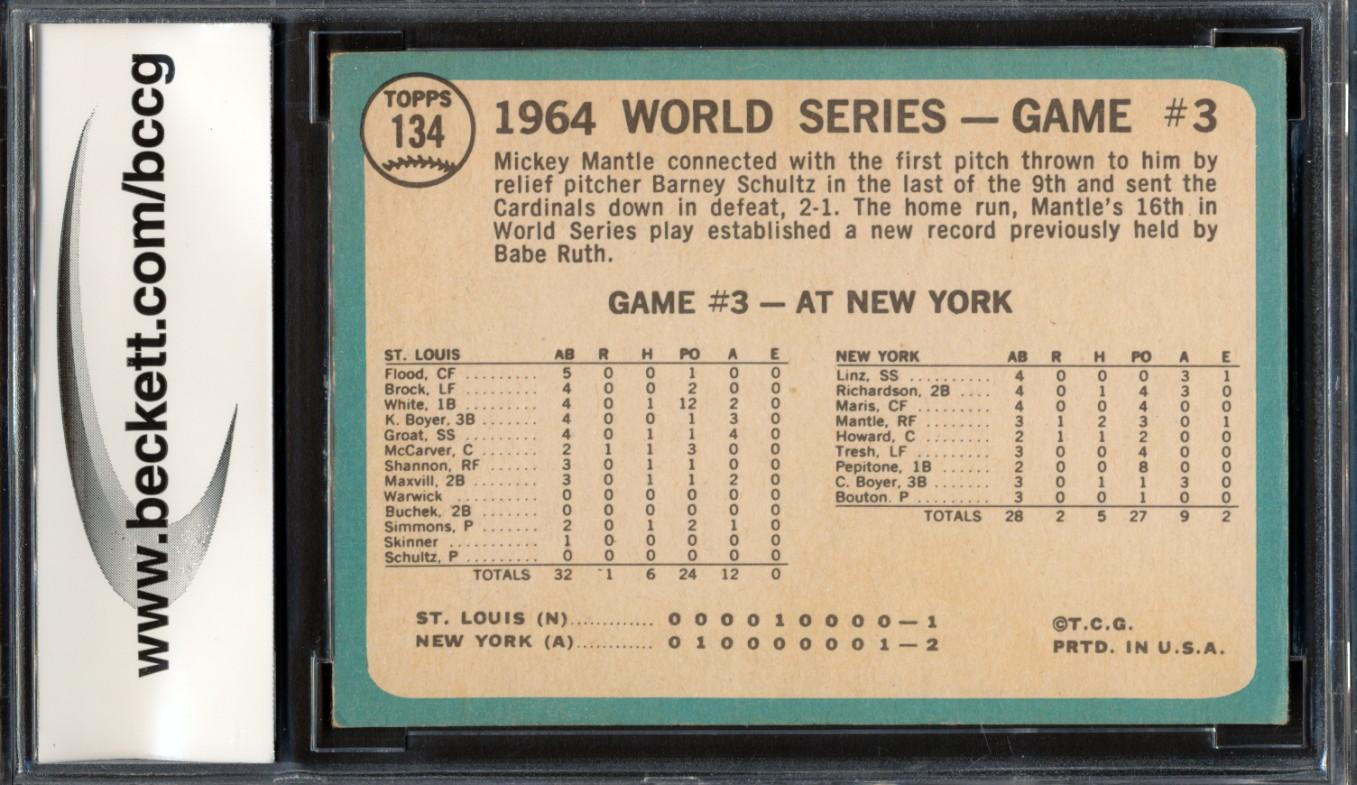 www.beckett.com/bccg
TOPPS
134
1964 WORLD SERIES — GAME #3
Mickey Mantle connected with the first pitch thrown to him by
relief pitcher Barney Schultz in the last of the 9th and sent the
Cardinals down in defeat, 2-1. The home run, Mantle's 16th in
World Series play established a new record previously held by
Babe Ruth.
GAME #3 — AT NEW YORK
ST. LOUIS AB R H PO A E
Flood, CF ......... 5 0 0 1 0 0
Brock, LF ......... 4 0 0 2 0 0
White, 1B ......... 4 0 1 12 2 0
K. Boyer, 3B ........ 4 0 0 1 3 0
Groat, SS ......... 4 0 1 1 4 0
McCarver, C ........ 2 1 1 3 0 0
Shannon, RF ........ 3 0 1 1 0 0
Maxvill, 2B ......... 3 0 1 1 2 0
Warwick ........... 0 0 0 0 0 0
Buchek, 2B ......... 0 0 0 0 0 0
Simmons, P ........ 2 0 1 2 1 0
Skinner ........... 1 0 0 0 0 0
Schultz, P ......... 0 0 0 0 0 0
TOTALS 32 1 6 24 12 0
NEW YORK AB R H PO A E
Linz, SS .......... 4 0 0 0 3 1
Richardson, 2B .... 4 0 1 4 3 0
Maris, CF ......... 4 0 0 4 0 0
Mantle, RF ........ 3 1 2 3 0 1
Howard, C ........ 2 1 1 2 0 0
Tresh, LF ......... 3 0 0 4 0 0
Pepitone, 1B ....... 2 0 0 8 0 0
C. Boyer, 3B ....... 3 0 1 1 3 0
Bouton. P ......... 3 0 0 1 0 0
TOTALS 28 2 5 27 9 2
ST. LOUIS (N)............ 0 0 0 0 1 0 0 0 0 — 1
NEW YORK (A)........... 0 1 0 0 0 0 0 0 1 — 2
©T.C.G.
PRTD. IN U.S.A.